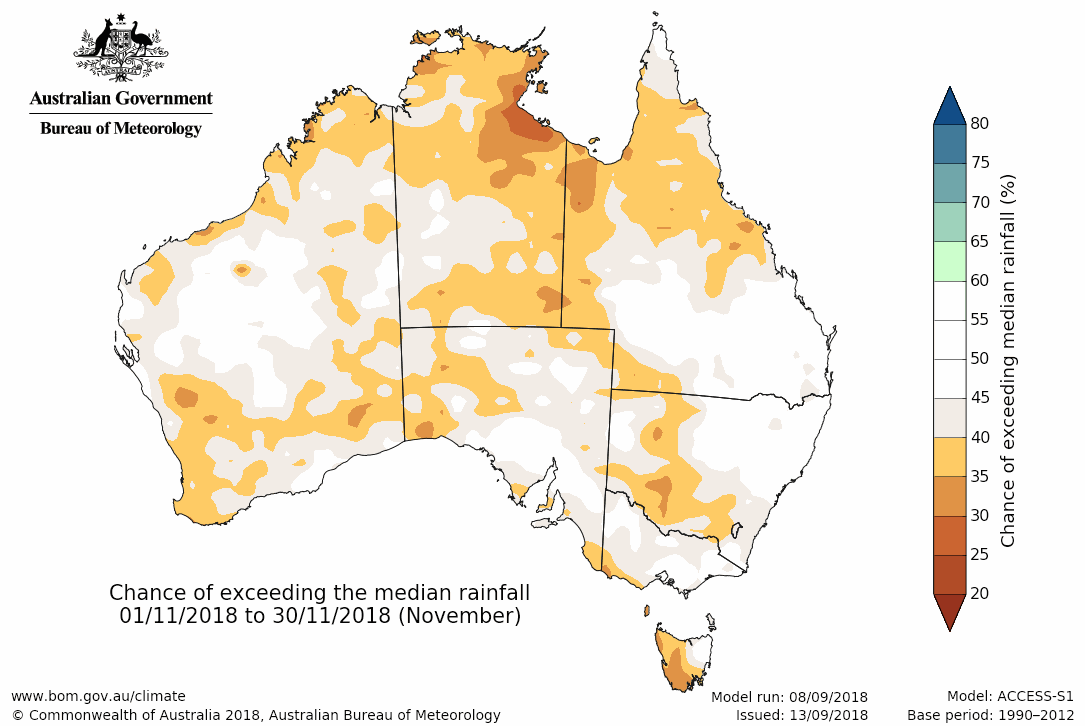 Australian Government
Bureau of Meteorology
80
75
70
65
60
55
50
45
40
35
30
25
20
Chance of exceeding median rainfall (%)
Chance of exceeding the median rainfall
01/11/2018 to 30/11/2018 (November)
www.bom.gov.au/climate
© Commonwealth of Australia 2018, Australian Bureau of Meteorology
Model run: 08/09/2018
Issued: 13/09/2018
Model: ACCESS-S1
Base period: 1990–2012